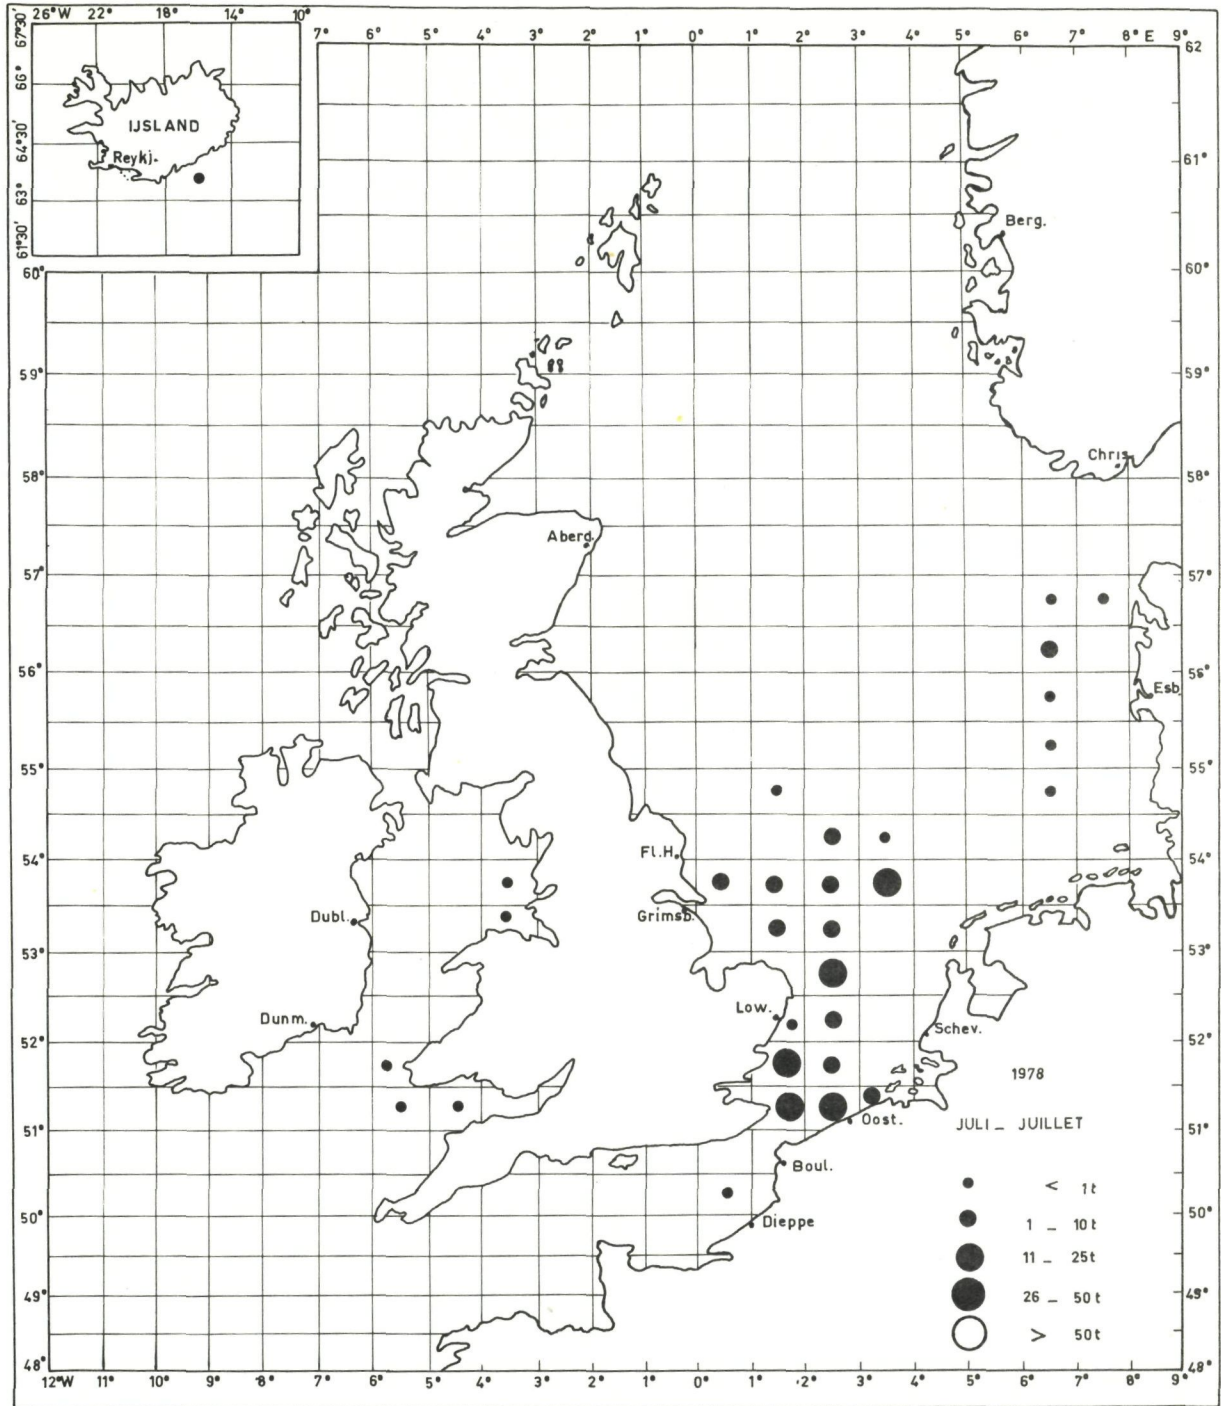 26°W 22° 18° 14° 10°
67°30'
66°
64°30'
63°
61°30'
IJSLAND
Reykj.
7° 6° 5° 4° 3° 2° 1° 0° 1° 2° 3° 4° 5° 6° 7° 8° E 9°
62
61°
Berg.
60° 60°
59° 59°
Chris
58° 58°
Aberd.
57° 57°
56° 56°
Esb
55° 55°
Fl.H.
54° 54°
Grimsb.
Dubl.
53° 53°
Low.
Dunm.
Schev.
52° 52°
1978
Oost.
JULI _ JUILLET
51° 51°
Boul.
< 1t
50° 50°
Dieppe
1 _ 10t
11 _ 25t
49° 49°
26 _ 50t
> 50t
48° 48°
12°W 10° 9° 8° 7° 6° 5° 4° 3° 2° 1° 0° 1° 2° 3° 4° 5° 6° 7° 8° 9°